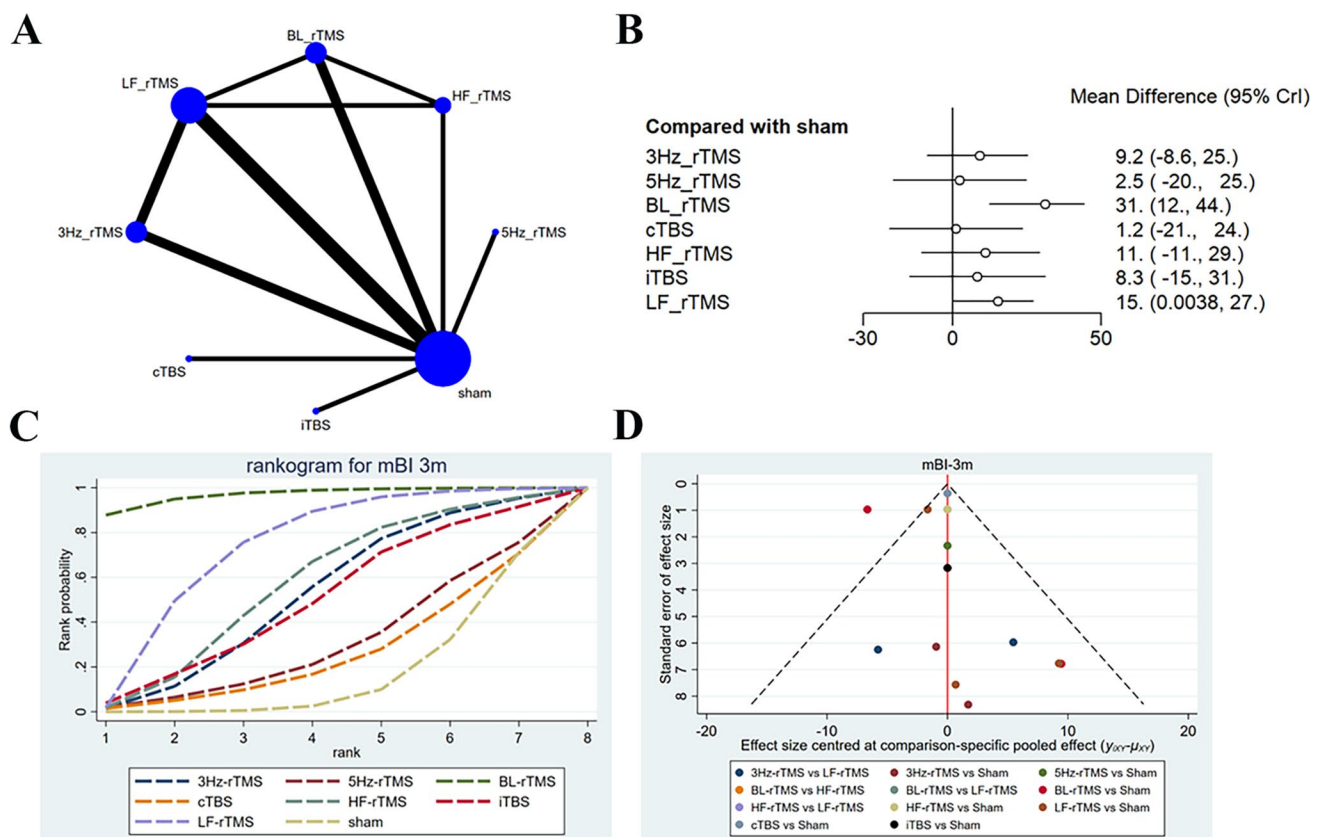 A
BL_rTMS
LF_rTMS
HF_rTMS
3Hz_rTMS
5Hz_rTMS
cTBS
sham
iTBS
B
Mean Difference (95% CrI)
Compared with sham
3Hz_rTMS 9.2 (-8.6, 25.)
5Hz_rTMS 2.5 ( -20., 25.)
BL_rTMS 31. (12., 44.)
cTBS 1.2 (-21., 24.)
HF_rTMS 11. (-11., 29.)
iTBS 8.3 (-15., 31.)
LF_rTMS 15. (0.0038, 27.)
-30 0 50
C
rankogram for mBI 3m
Rank probability
1
.8
.6
.4
.2
0
1 2 3 4 5 6 7 8
rank
3Hz-rTMS 5Hz-rTMS BL-rTMS
cTBS HF-rTMS iTBS
LF-rTMS sham
D
mBI-3m
Standard error of effect size
0
1
2
3
4
5
6
7
8
-20 -10 0 10 20
Effect size centred at comparison-specific pooled effect (yiXY-μXY)
3Hz-rTMS vs LF-rTMS 3Hz-rTMS vs Sham 5Hz-rTMS vs Sham
BL-rTMS vs HF-rTMS BL-rTMS vs LF-rTMS BL-rTMS vs Sham
HF-rTMS vs LF-rTMS HF-rTMS vs Sham LF-rTMS vs Sham
cTBS vs Sham iTBS vs Sham